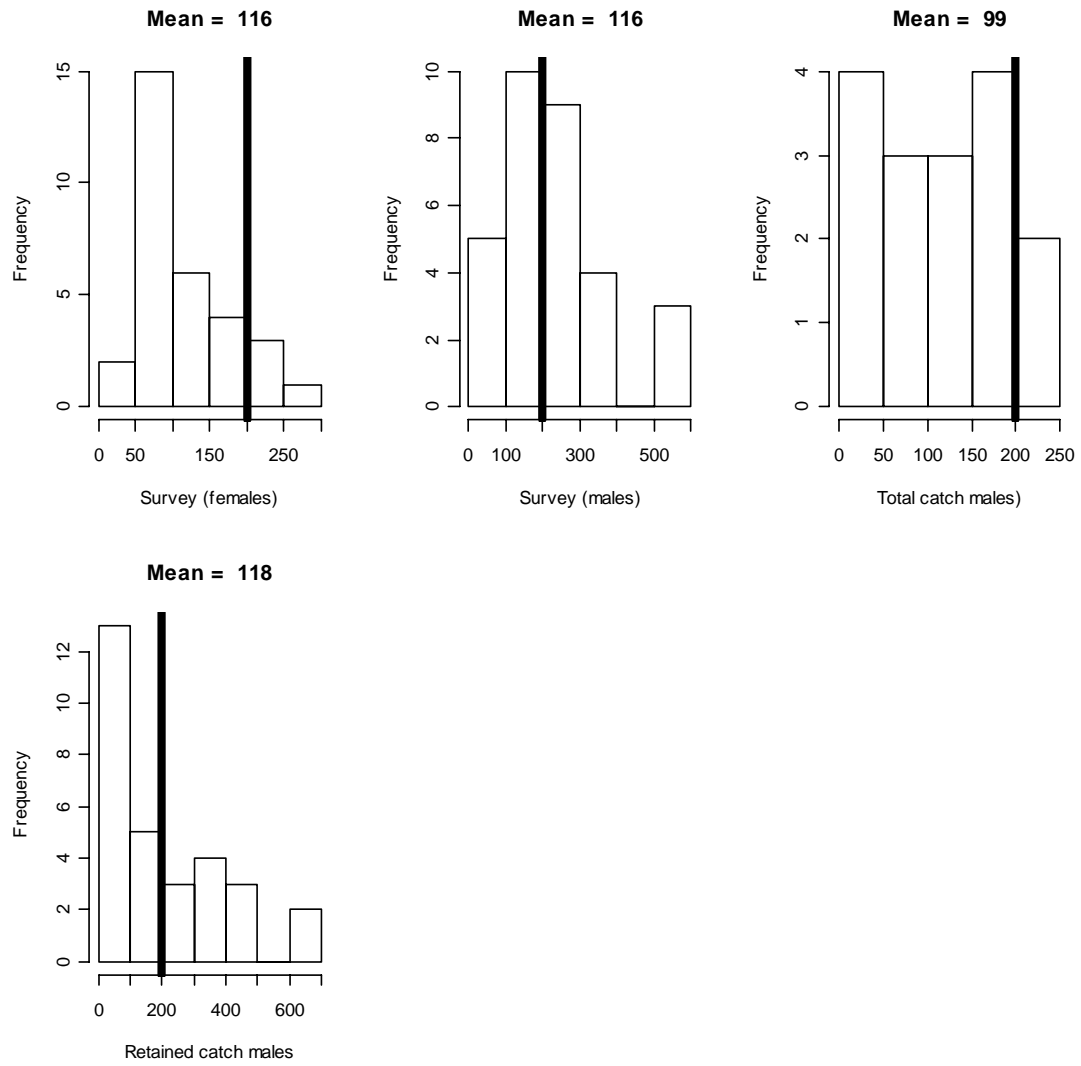 Mean = 116
15
10
5
0
Frequency
0 50 150 250
Survey (females)
Mean = 116
10
8
6
4
2
0
Frequency
0 100 300 500
Survey (males)
Mean = 99
4
3
2
1
0
Frequency
0 50 100 150 200 250
Total catch males)
Mean = 118
12
10
8
6
4
2
0
Frequency
0 200 400 600
Retained catch males